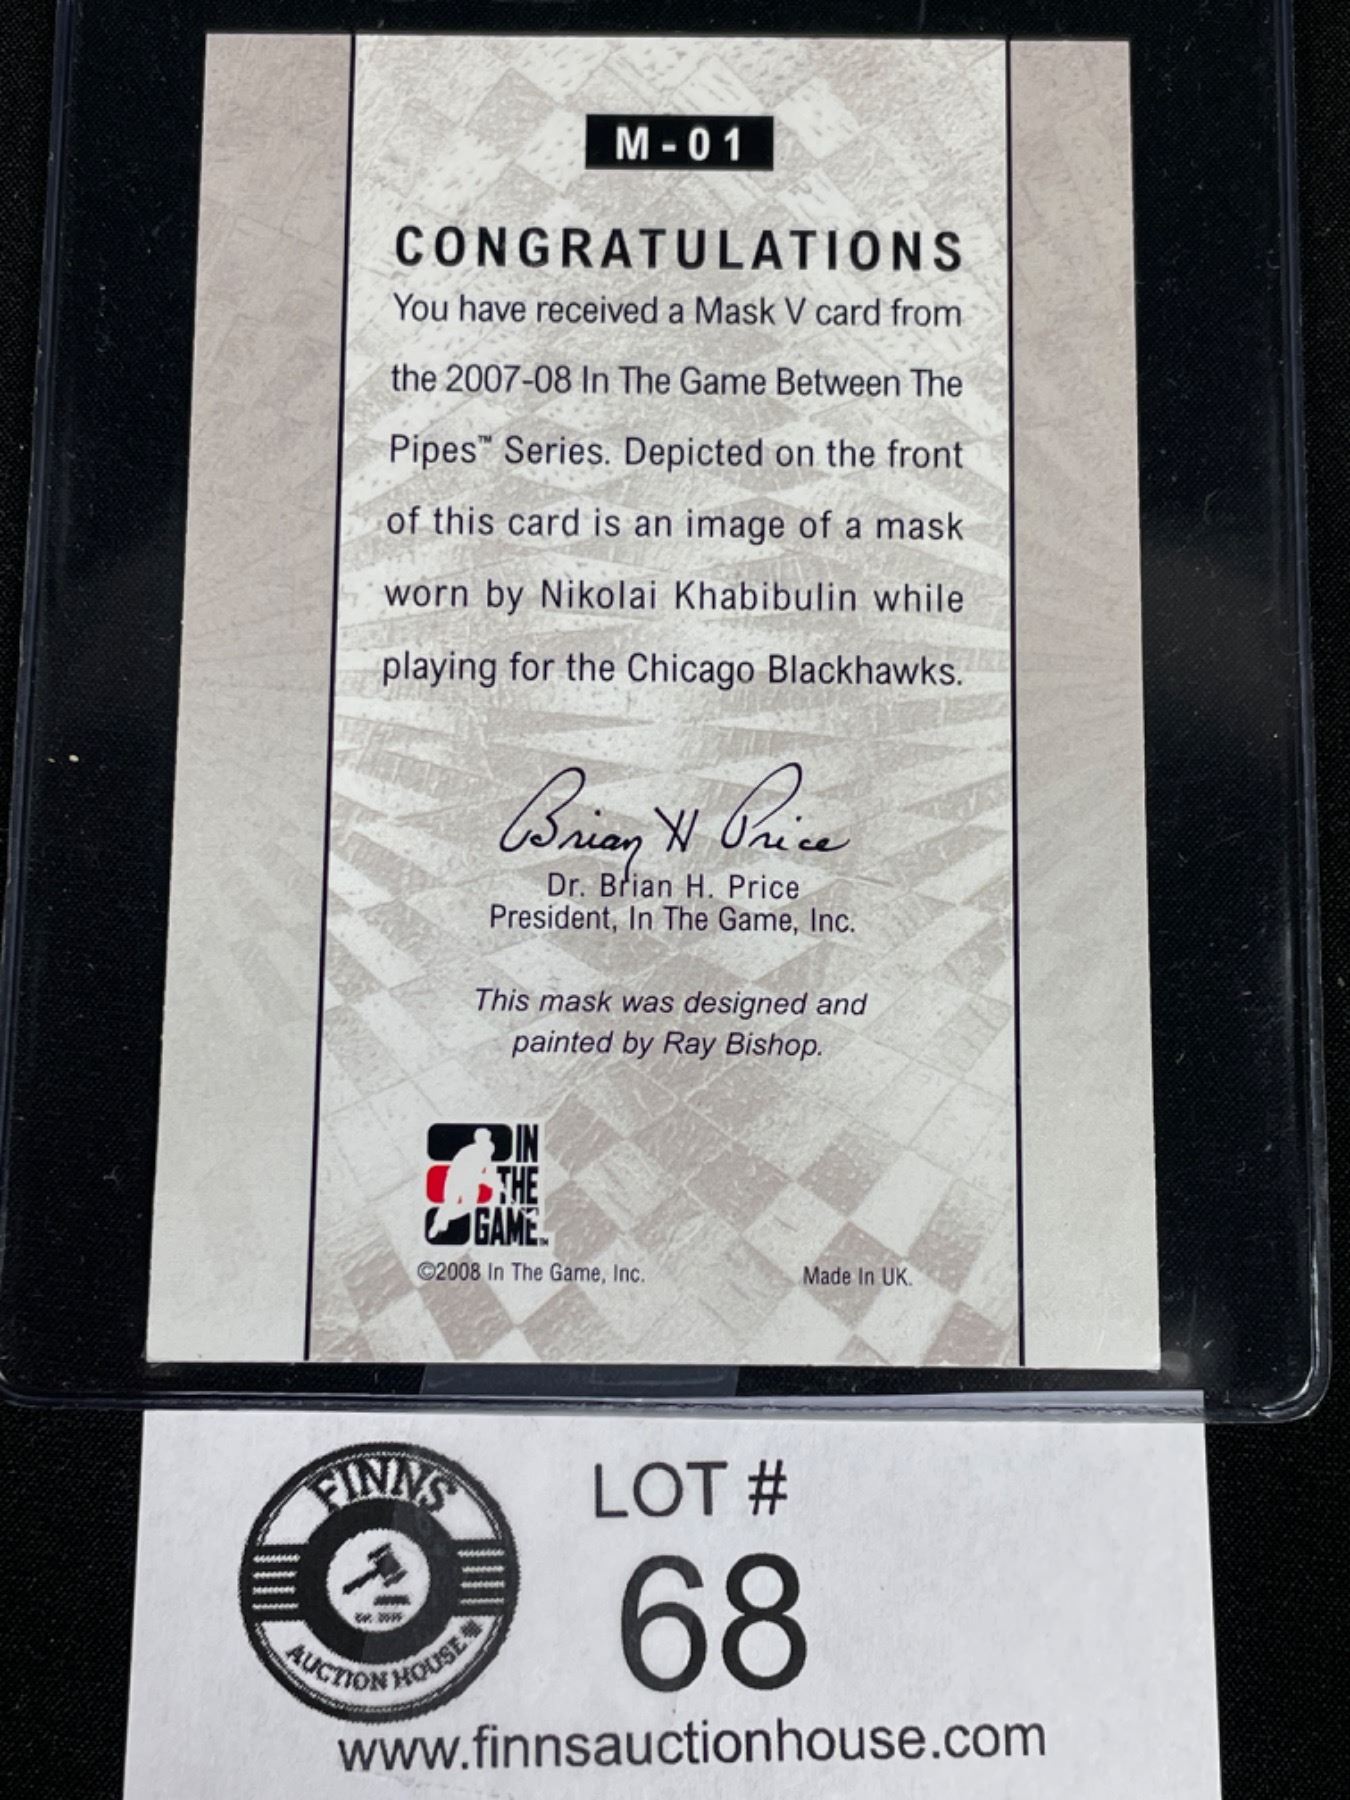 M-01
CONGRATULATIONS
You have received a Mask V card from
the 2007-08 In The Game Between The
Pipes™ Series. Depicted on the front
of this card is an image of a mask
worn by Nikolai Khabibulin while
playing for the Chicago Blackhawks.
Brian H Price
Dr. Brian H. Price
President, In The Game, Inc.
This mask was designed and
painted by Ray Bishop.
IN
THE
GAME™
©2008 In The Game, Inc.
Made In UK.
FINNS
AUCTION HOUSE
LOT #
68
www.finnsauctionhouse.com